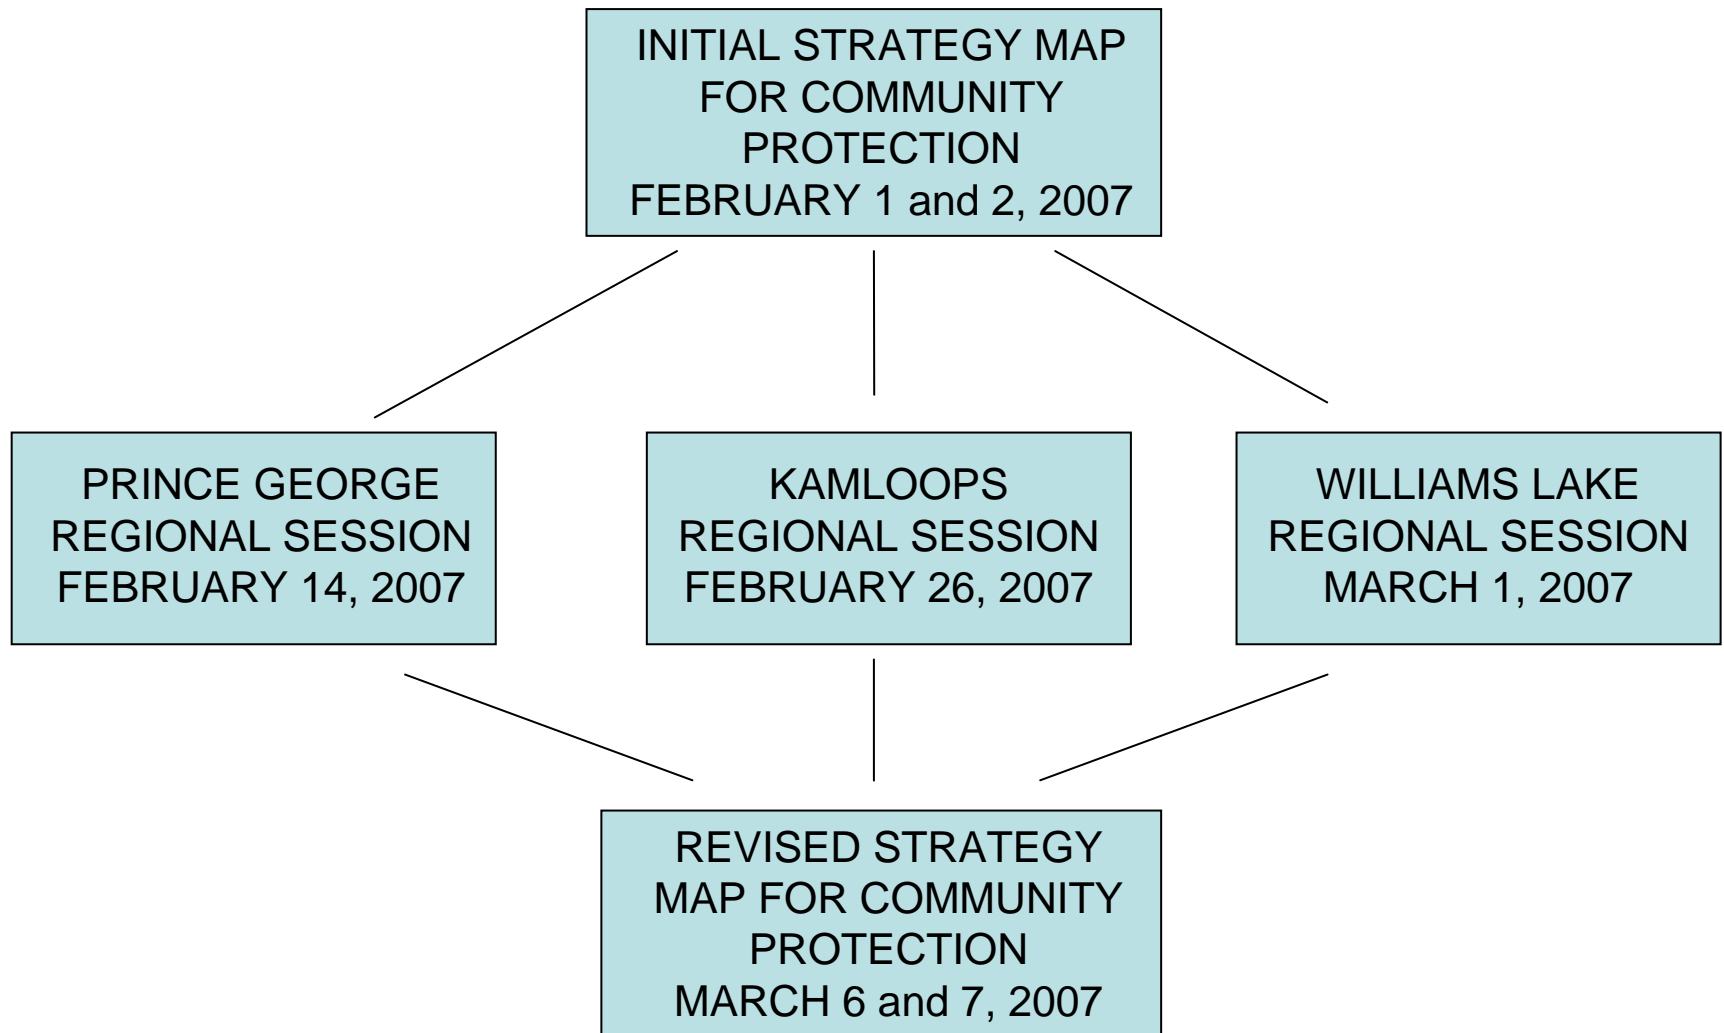 INITIAL STRATEGY MAP
FOR COMMUNITY
PROTECTION
FEBRUARY 1 and 2, 2007
PRINCE GEORGE
REGIONAL SESSION
FEBRUARY 14, 2007
KAMLOOPS
REGIONAL SESSION
FEBRUARY 26, 2007
WILLIAMS LAKE
REGIONAL SESSION
MARCH 1, 2007
REVISED STRATEGY
MAP FOR COMMUNITY
PROTECTION
MARCH 6 and 7, 2007